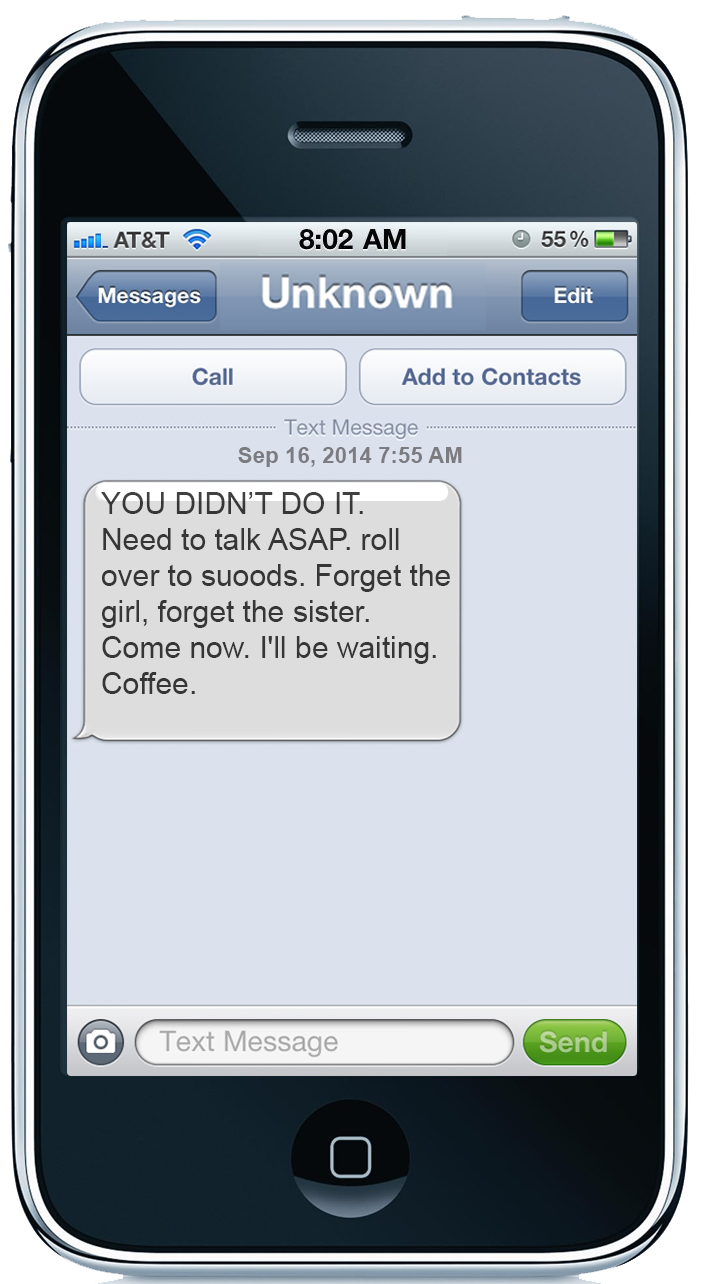 AT&T 8:02 AM 55%
Messages Unknown Edit
Call Add to Contacts
Text Message
Sep 16, 2014 7:55 AM
YOU DIDN’T DO IT.
Need to talk ASAP. roll
over to suoods. Forget the
girl, forget the sister.
Come now. I'll be waiting.
Coffee.
Text Message Send